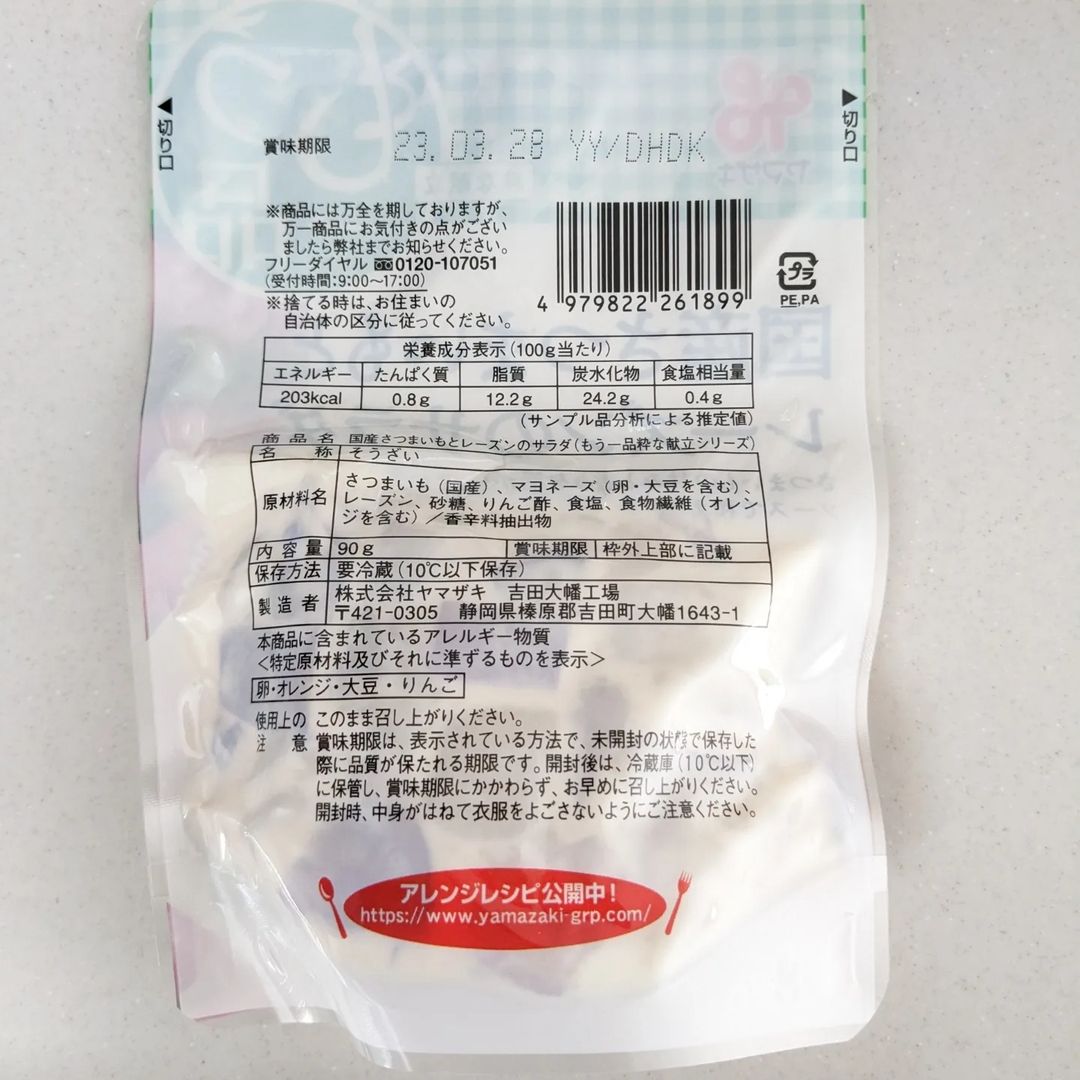 切り口
切り口
賞味期限 23. 03. 28 YY/DHDK
※商品には万全を期しておりますが、
万一商品にお気付きの点がござい
ましたら弊社までお知らせください。
フリーダイヤル 0120-107051
(受付時間:9:00〜17:00)
※捨てる時は、お住まいの
自治体の区分に従ってください。
4 979822 261899
プラ
PE,PA
栄養成分表示(100g当たり)
エネルギー たんぱく質 脂質 炭水化物 食塩相当量
203kcal 0.8g 12.2g 24.2g 0.4g
(サンプル品分析による推定値)
商品名 国産さつまいもとレーズンのサラダ(もう一品粋な献立シリーズ)
名称 そうざい
原材料名 さつまいも(国産)、マヨネーズ(卵・大豆を含む)、
レーズン、砂糖、りんご酢、食塩、食物繊維(オレン
ジを含む)/香辛料抽出物
内容量 90g 賞味期限 枠外上部に記載
保存方法 要冷蔵(10℃以下保存)
製造者 株式会社ヤマザキ 吉田大幡工場
〒421-0305 静岡県榛原郡吉田町大幡1643-1
本商品に含まれているアレルギー物質
<特定原材料及びそれに準ずるものを表示>
卵・オレンジ・大豆・りんご
使用上の注意 このまま召し上がりください。
賞味期限は、表示されている方法で、未開封の状態で保存した
際に品質が保たれる期限です。開封後は、冷蔵庫(10℃以下)
に保管し、賞味期限にかかわらず、お早めに召し上がりください。
開封時、中身がはねて衣服をよごさないようにご注意ください。
アレンジレシピ公開中!
https://www.yamazaki-grp.com/